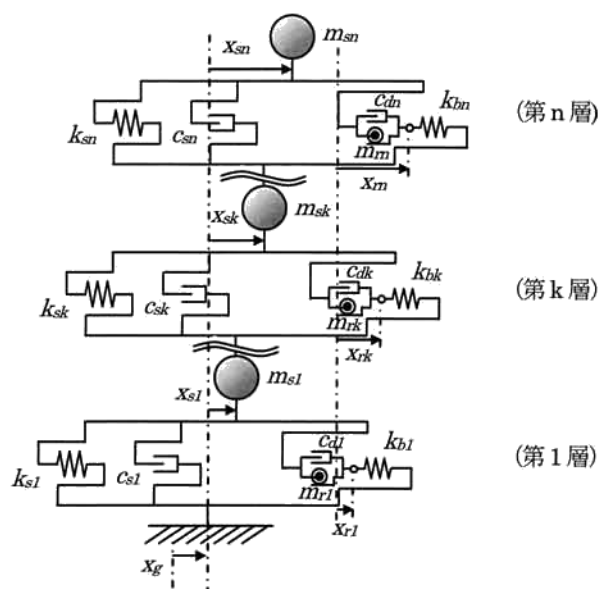 m_sn
x_sn
c_dn
k_bn
(第 n 層)
k_sn
c_sn
m_rn
x_rn
x_sk
m_sk
c_dk
k_bk
(第 k 層)
k_sk
c_sk
m_rk
x_rk
x_s1
m_s1
c_d1
k_b1
(第 1 層)
k_s1
c_s1
m_r1
x_r1
x_g